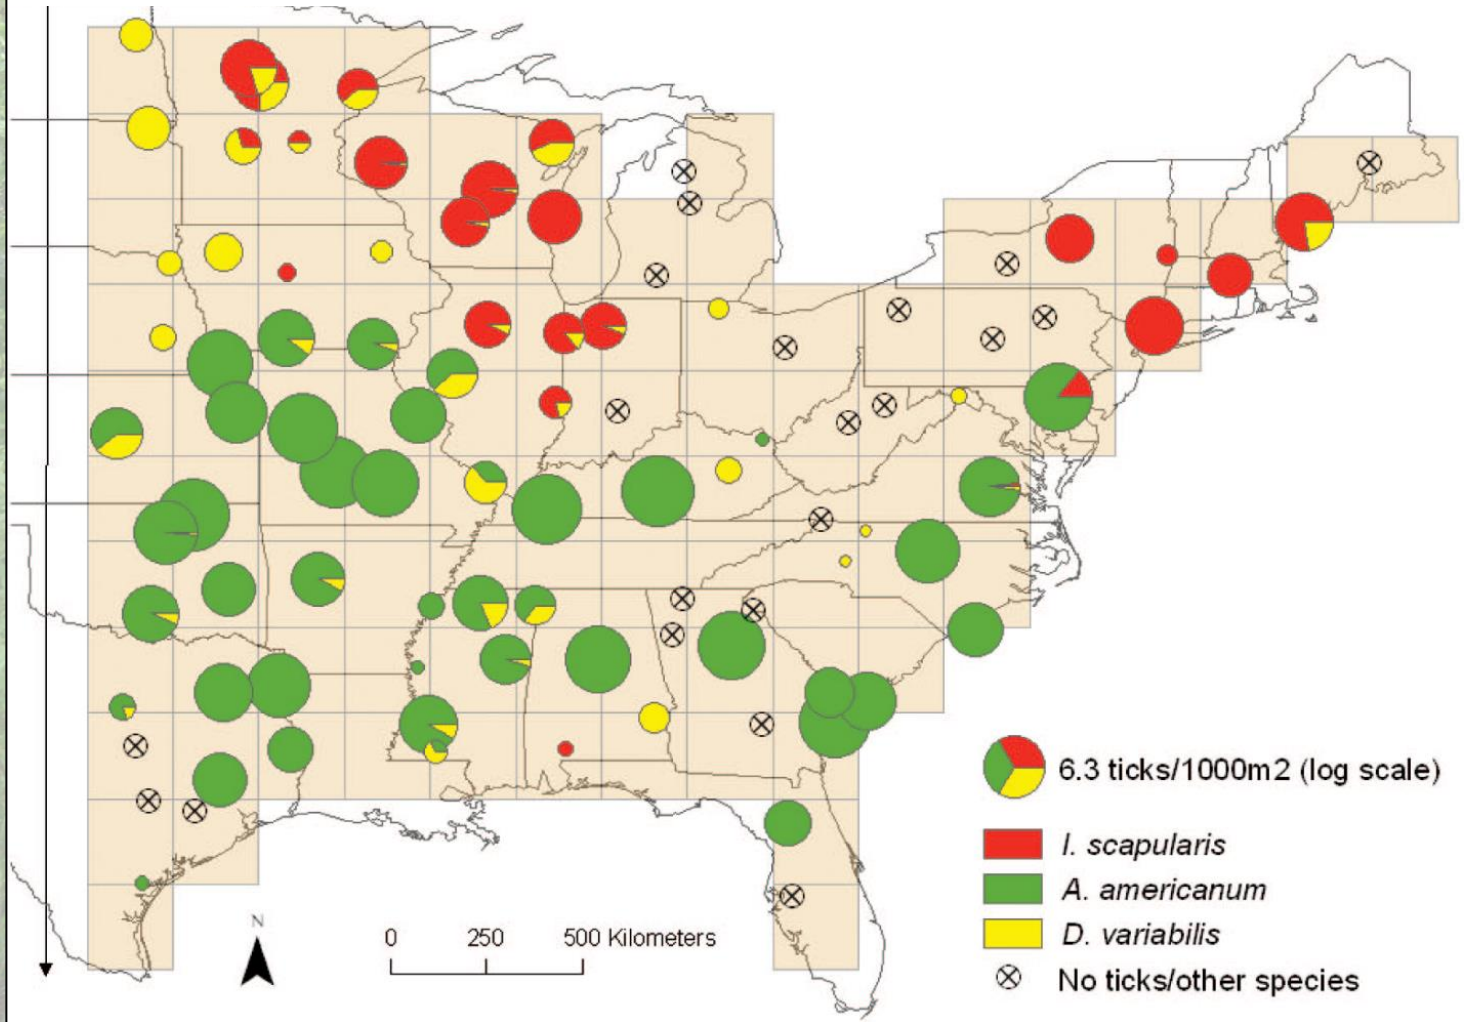 6.3 ticks/1000m2 (log scale)
I. scapularis
A. americanum
D. variabilis
No ticks/other species
N
0 250 500 Kilometers